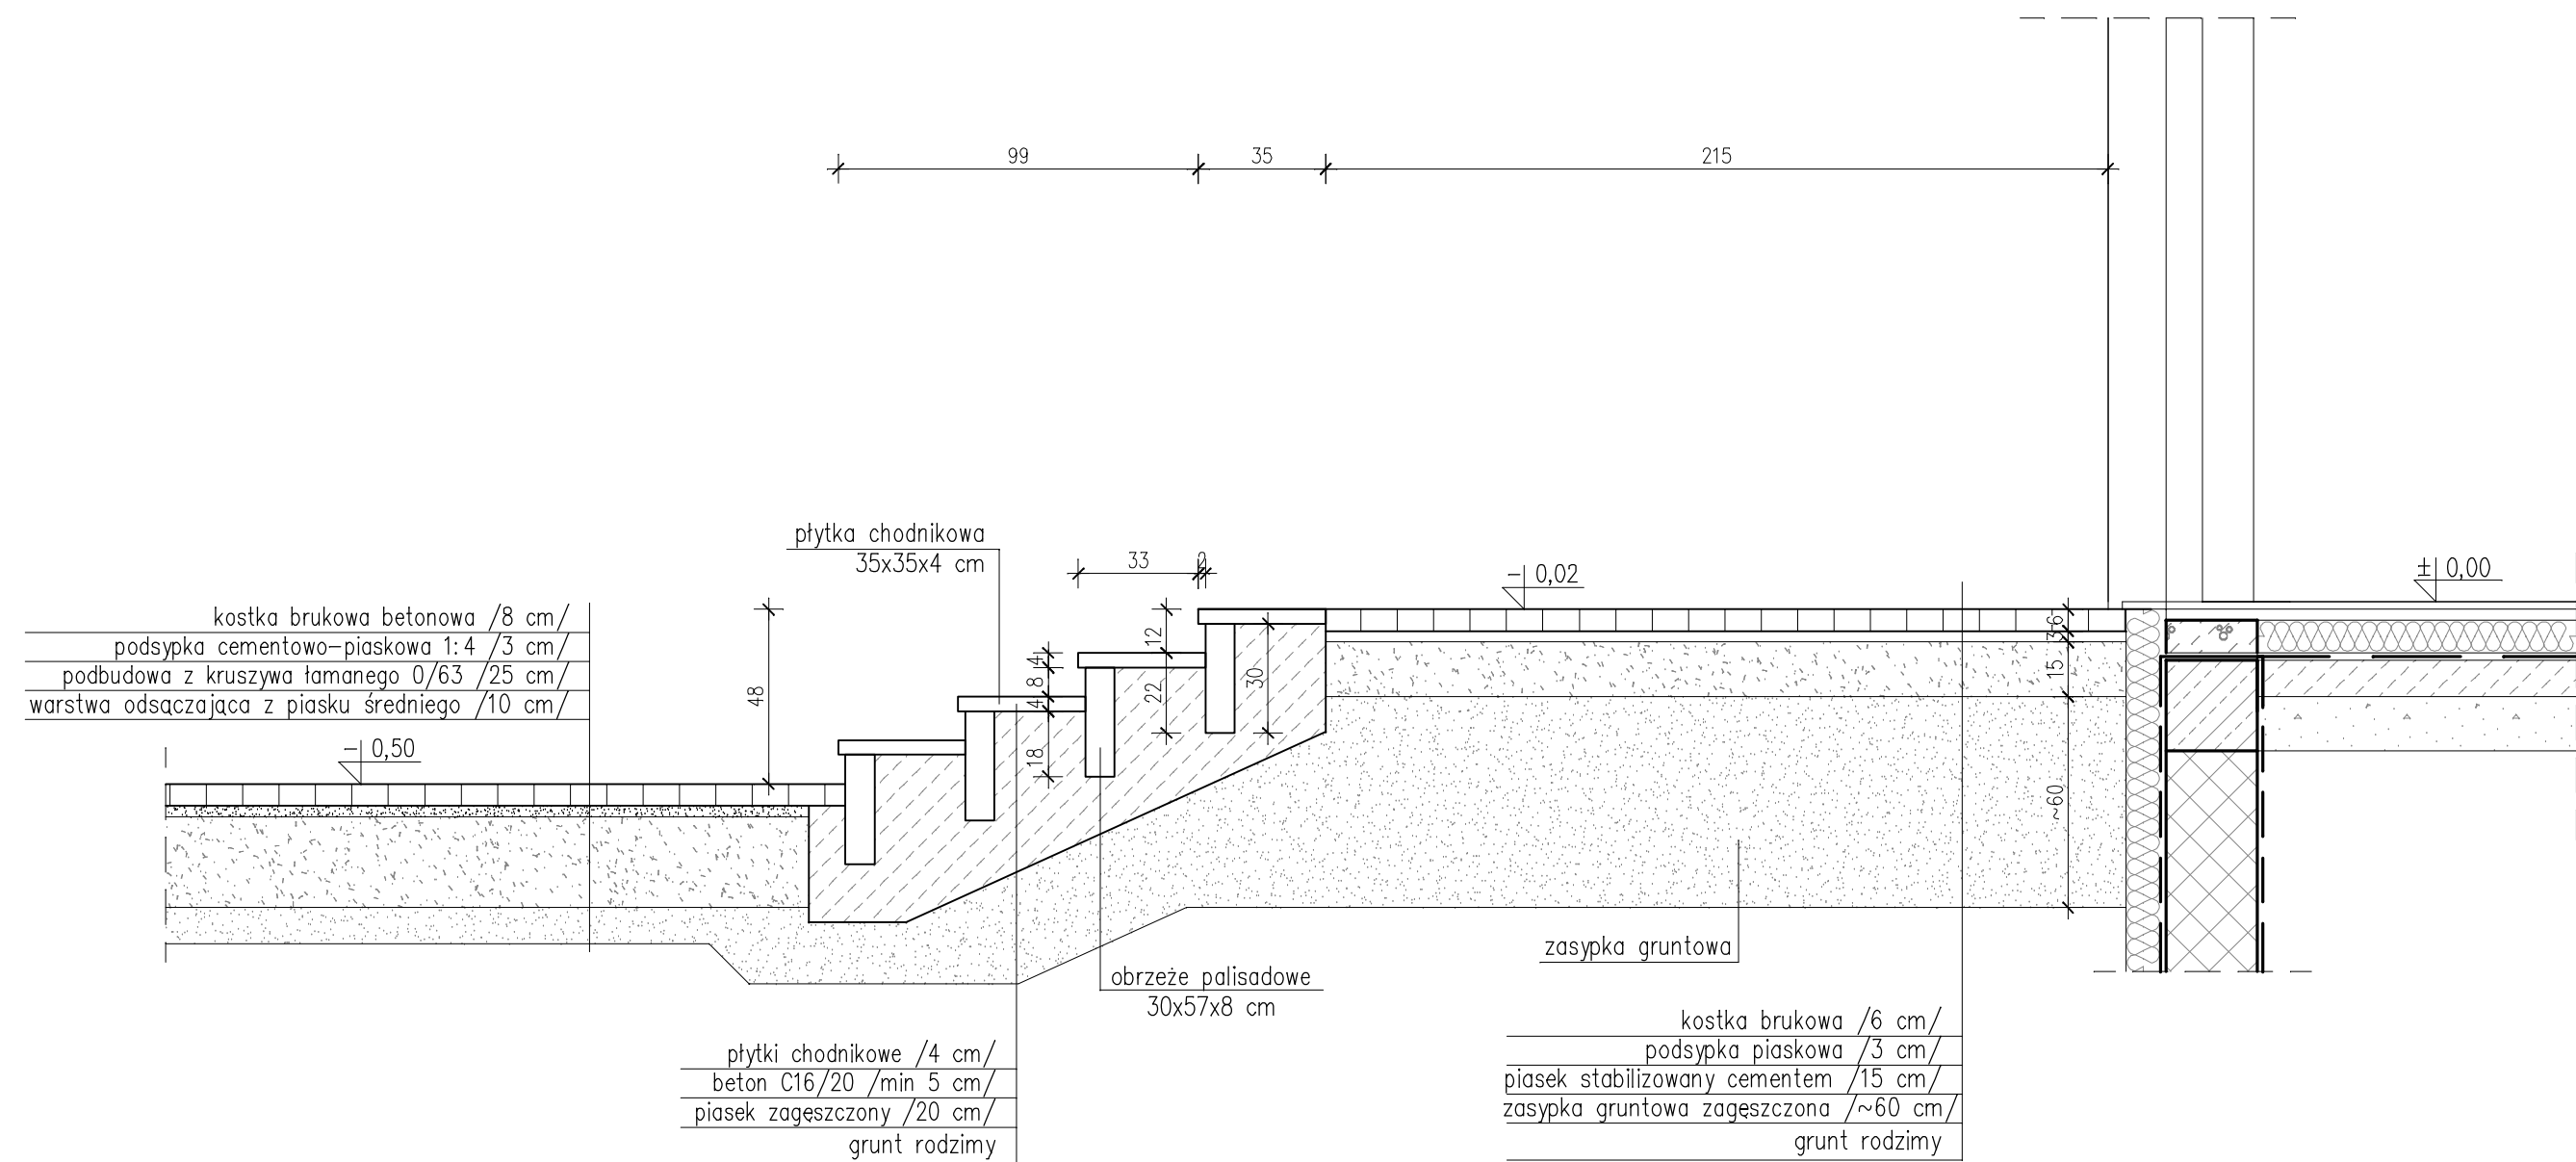 99
35
215
płytka chodnikowa
35x35x4 cm
33
2
- 0,02
± 0,00
kostka brukowa betonowa /8 cm/
podsypka cementowo-piaskowa 1:4 /3 cm/
podbudowa z kruszywa łamanego 0/63 /25 cm/
warstwa odsączająca z piasku średniego /10 cm/
- 0,50
48
4
8
4
18
12
22
30
6
3
15
~60
zasypka gruntowa
obrzeże palisadowe
30x57x8 cm
płytki chodnikowe /4 cm/
beton C16/20 /min 5 cm/
piasek zagęszczony /20 cm/
grunt rodzimy
kostka brukowa /6 cm/
podsypka piaskowa /3 cm/
piasek stabilizowany cementem /15 cm/
zasypka gruntowa zagęszczona /~60 cm/
grunt rodzimy